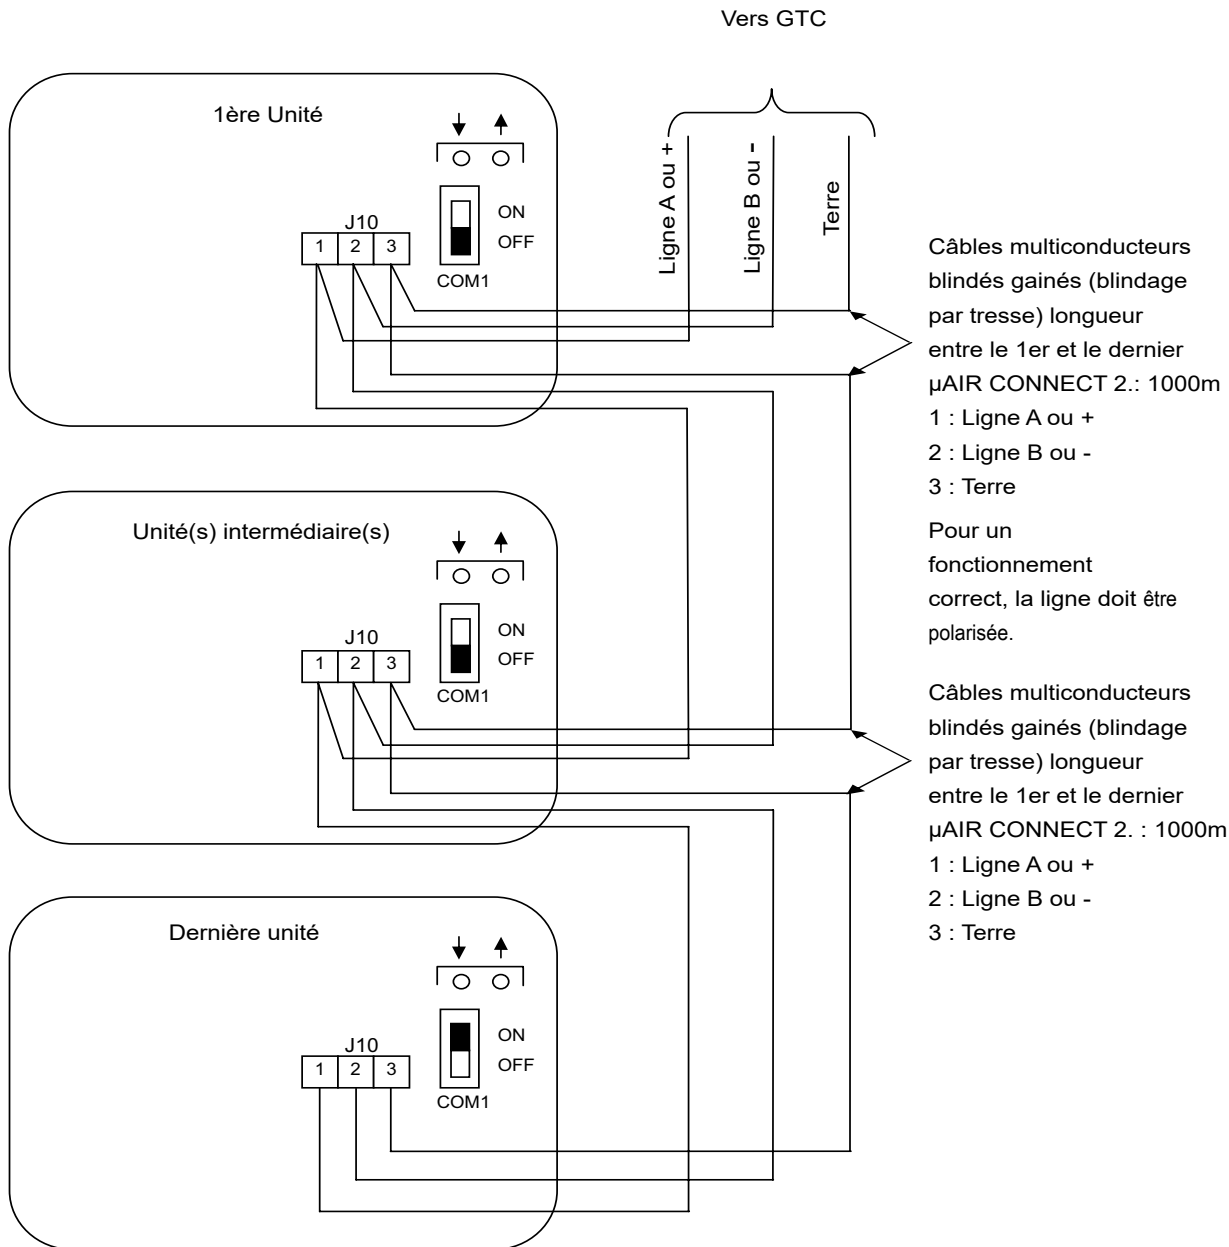 Vers GTC
1ère Unité
ON
OFF
J10
1 2 3
COM1
Ligne A ou +
Ligne B ou -
Terre
Câbles multiconducteurs
blindés gainés (blindage
par tresse) longueur
entre le 1er et le dernier
µAIR CONNECT 2.: 1000m
1 : Ligne A ou +
2 : Ligne B ou -
3 : Terre
Pour un
fonctionnement
correct, la ligne doit être
polarisée.
Unité(s) intermédiaire(s)
ON
OFF
J10
1 2 3
COM1
Câbles multiconducteurs
blindés gainés (blindage
par tresse) longueur
entre le 1er et le dernier
µAIR CONNECT 2. : 1000m
1 : Ligne A ou +
2 : Ligne B ou -
3 : Terre
Dernière unité
ON
OFF
J10
1 2 3
COM1